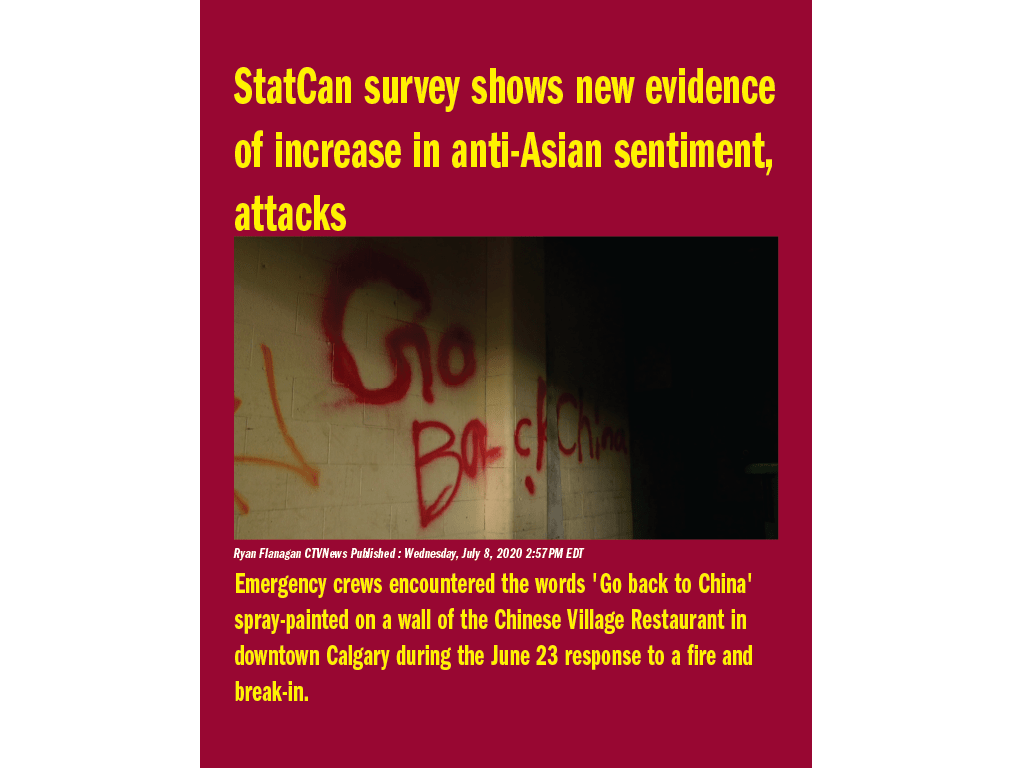 StatCan survey shows new evidence
of increase in anti-Asian sentiment,
attacks
Go
Back China
Ryan Flanagan CTVNews Published : Wednesday, July 8, 2020 2:57PM EDT
Emergency crews encountered the words 'Go back to China'
spray-painted on a wall of the Chinese Village Restaurant in
downtown Calgary during the June 23 response to a fire and
break-in.